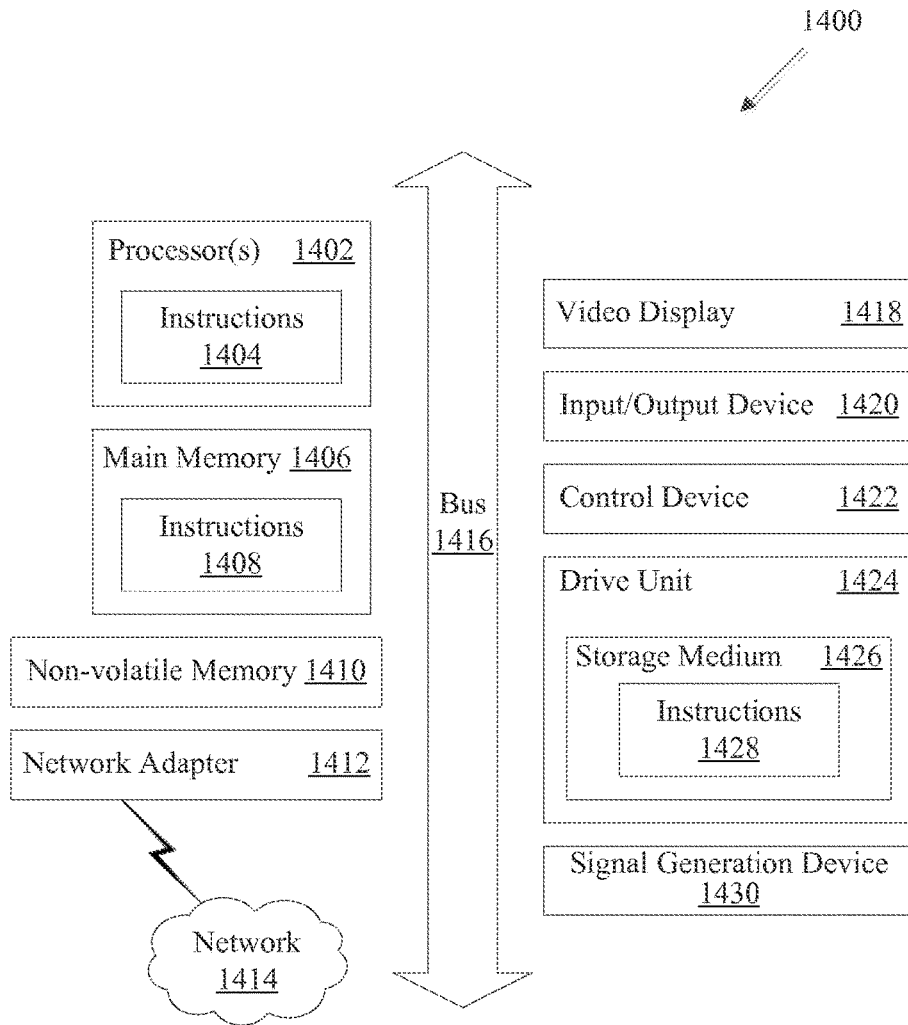 1400
Processor(s) 1402
Instructions
1404
Main Memory 1406
Instructions
1408
Non-volatile Memory 1410
Network Adapter 1412
Network
1414
Bus
1416
Video Display 1418
Input/Output Device 1420
Control Device 1422
Drive Unit 1424
Storage Medium 1426
Instructions
1428
Signal Generation Device
1430